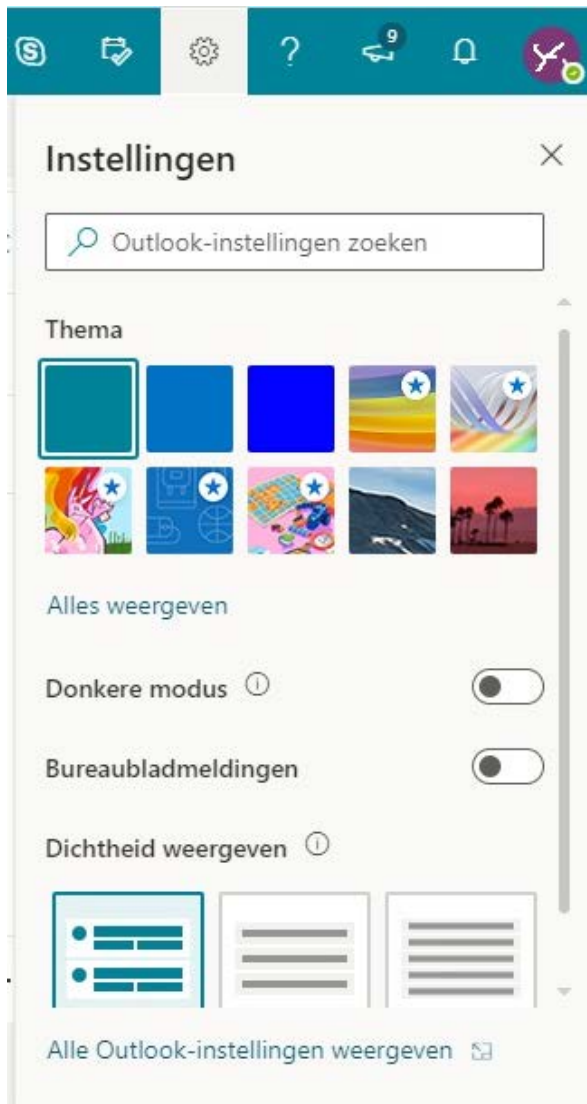 9
Instellingen
Outlook-instellingen zoeken
Thema
Alles weergeven
Donkere modus
Bureaubladmeldingen
Dichtheid weergeven
Alle Outlook-instellingen weergeven